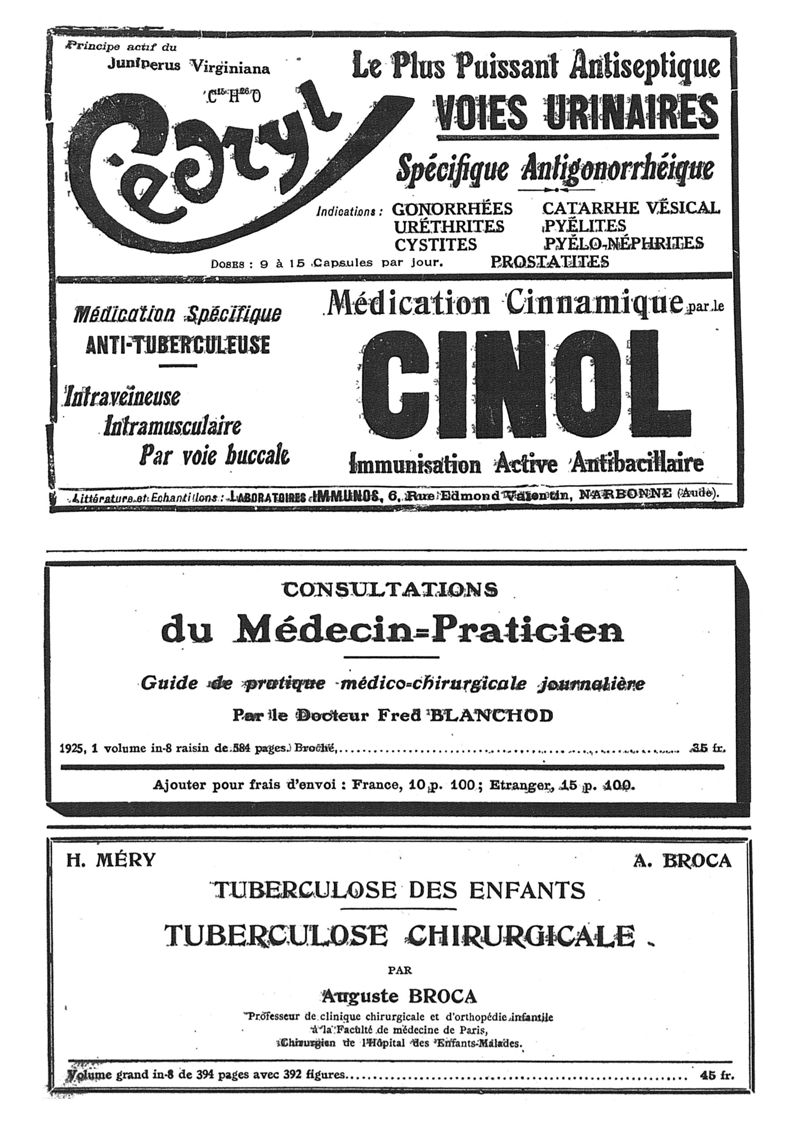 Principe actif du
Juniperus Virginiana
C¹⁵ H²⁶ O
Cédryl
Le Plus Puissant Antiseptique
VOIES URINAIRES
Spécifique Antigonorrhéique
Indications : GONORRHÉES CATARRHE VÉSICAL
URÉTHRITES PYÉLITES
CYSTITES PYÉLO-NÉPHRITES
DOSES : 9 à 15 Capsules par jour. PROSTATITES
Médication Spécifique
ANTI-TUBERCULEUSE
Intraveineuse
Intramusculaire
Par voie buccale
Médication Cinnamique par le
CINOL
Immunisation Active Antibacillaire
Littérature et Echantillons : LABORATOIRES IMMUNOS, 6, Rue Edmond Valentin, NARBONNE (Aude).
CONSULTATIONS
du Médecin=Praticien
Guide de pratique médico-chirurgicale journalière
Par le Docteur Fred BLANCHOD
1925, 1 volume in-8 raisin de 584 pages. Broché, 35 fr.
Ajouter pour frais d'envoi : France, 10 p. 100 ; Etranger, 15 p. 100.
H. MÉRY A. BROCA
TUBERCULOSE DES ENFANTS
TUBERCULOSE CHIRURGICALE
PAR
Auguste BROCA
Professeur de clinique chirurgicale et d'orthopédie infantile
à la Faculté de médecine de Paris,
Chirurgien de l'Hôpital des Enfants-Malades.
Volume grand in-8 de 394 pages avec 392 figures 45 fr.